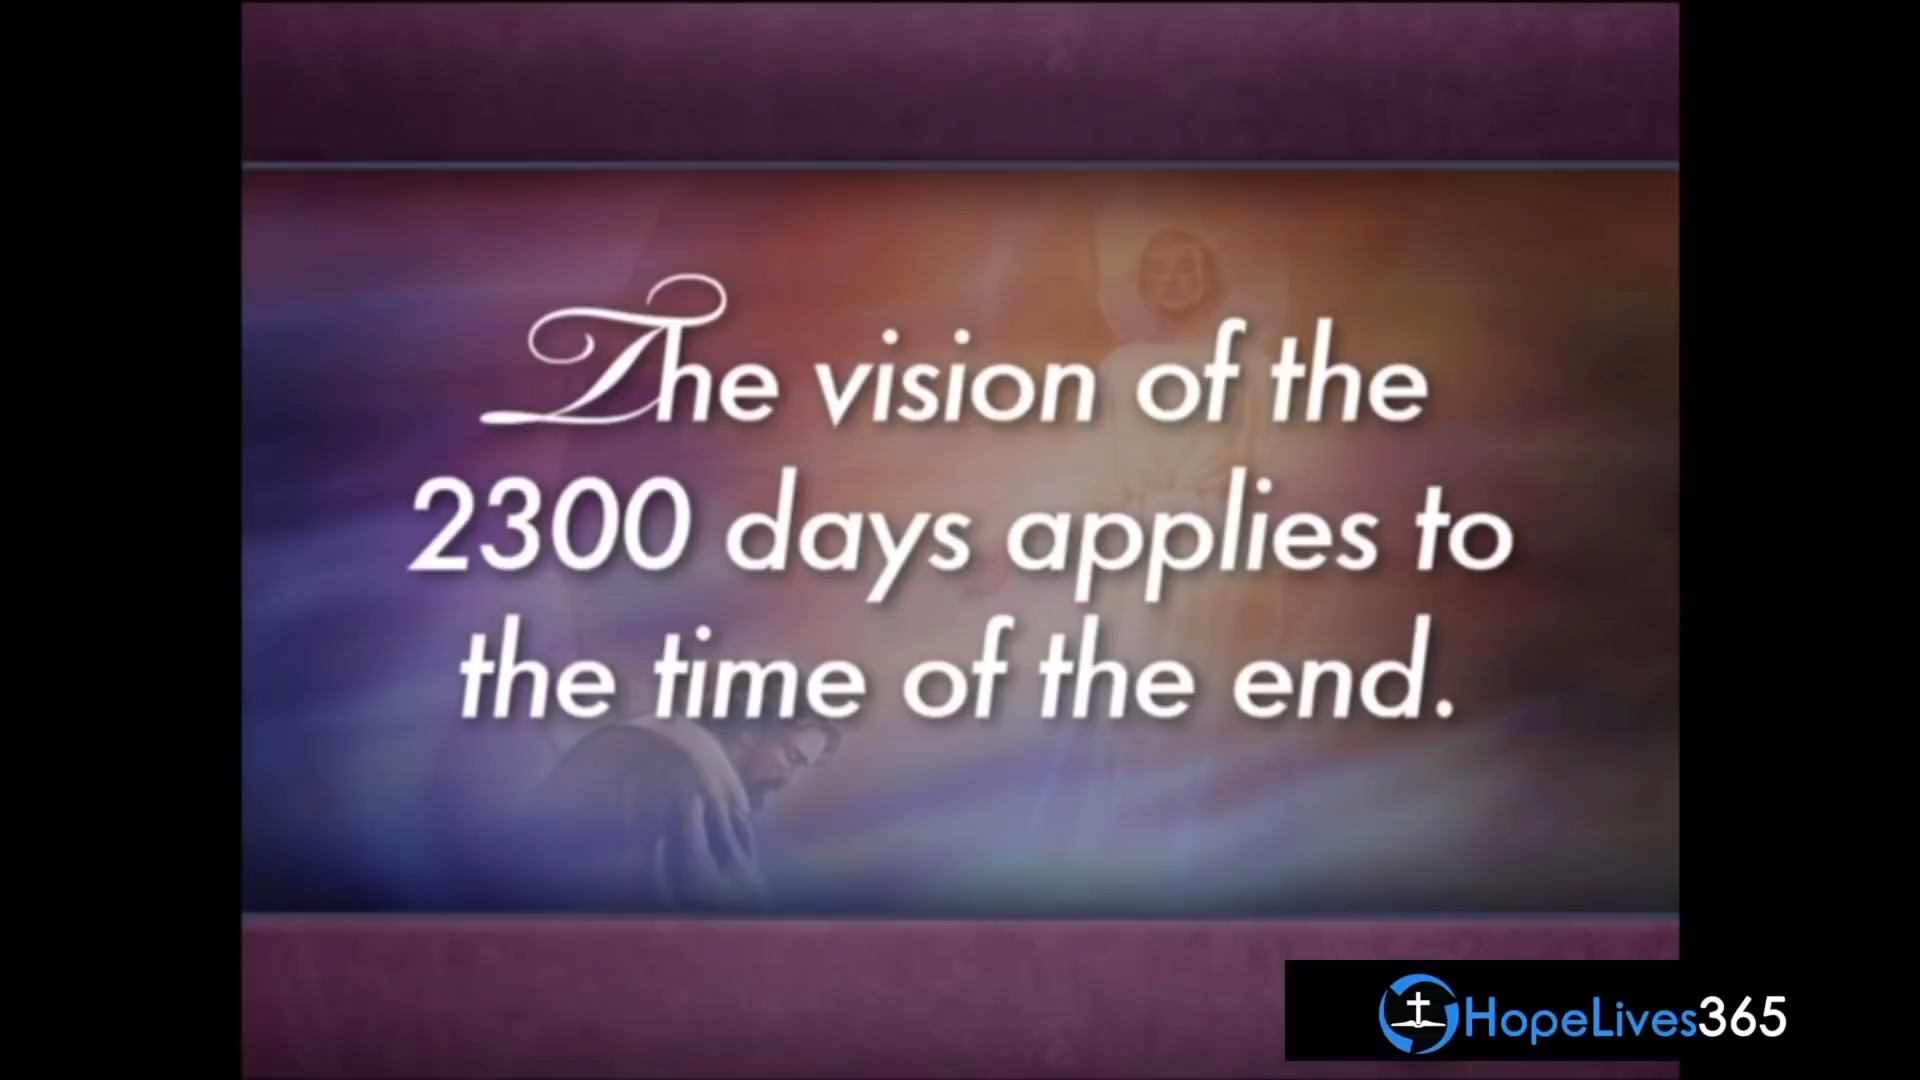 The vision of the
2300 days applies to
the time of the end.
HopeLives365